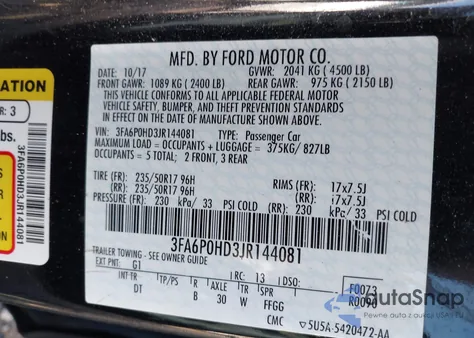 MFD. BY FORD MOTOR CO.
DATE: 10/17 GVWR: 2041 KG ( 4500 LB)
FRONT GAWR: 1089 KG ( 2400 LB) REAR GAWR: 975 KG ( 2150 LB)
THIS VEHICLE CONFORMS TO ALL APPLICABLE FEDERAL MOTOR
VEHICLE SAFETY, BUMPER, AND THEFT PREVENTION STANDARDS IN
EFFECT ON THE DATE OF MANUFACTURE SHOWN ABOVE.
VIN: 3FA6P0HD3JR144081 TYPE: Passenger Car
MAXIMUM LOAD = OCCUPANTS + LUGGAGE = 375KG/ 827LB
OCCUPANTS = 5 TOTAL; 2 FRONT, 3 REAR
TIRE (FR): 235/50R17 96H RIMS (FR): 17x7.5J
(RR): 235/50R17 96H (RR): 17x7.5J
PRESSURE (FR): 230 kPa/ 33 PSI COLD
(RR): 230 kPa/ 33 PSI COLD
3FA6P0HD3JR144081
TRAILER TOWING - SEE OWNER GUIDE
EXT PNT: G1 RC: 13 DSO: F0073
R0090
INT TR TP/PS R AXLE TR SPR
DT B 30 W FFGG
CMC 5U5A-5420472-AA
ATION
R: 3
lbs.
3FA6P0HD3JR144081
AutoSnap